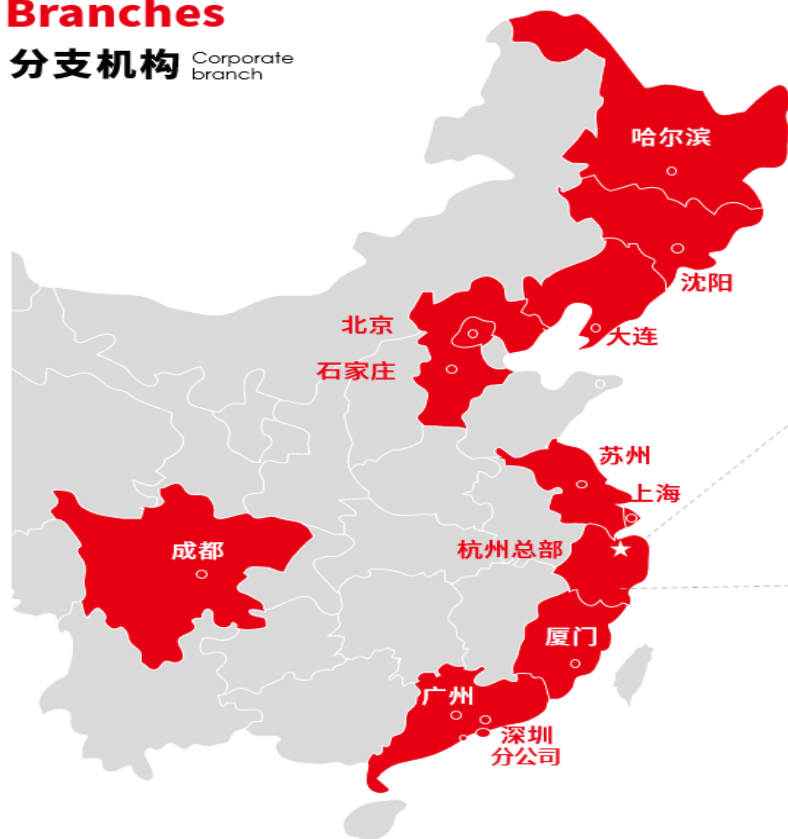 Branches
分支机构
Corporate
branch
哈尔滨
沈阳
北京
大连
石家庄
苏州
上海
杭州总部
成都
厦门
广州
深圳
分公司